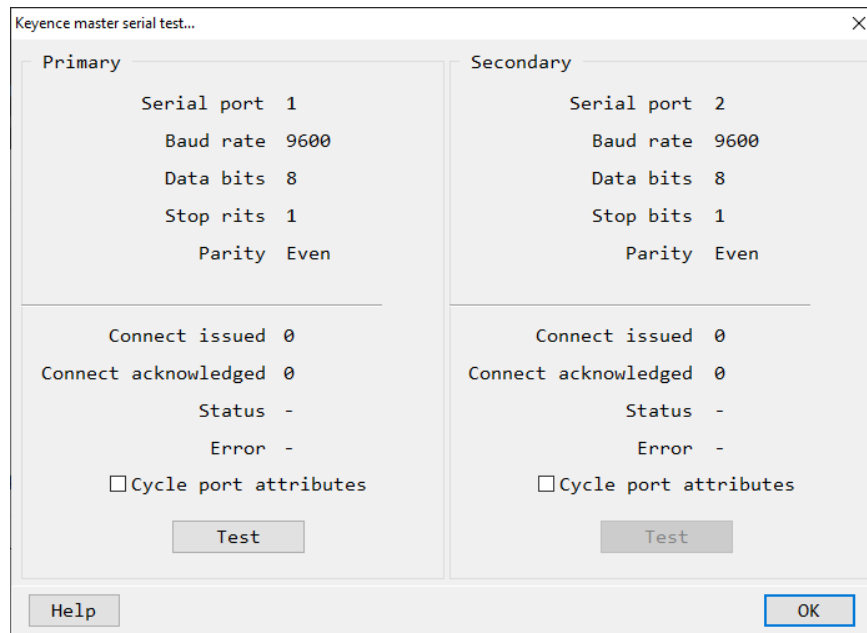 Keyence master serial test...
Primary
Serial port 1
Baud rate 9600
Data bits 8
Stop rits 1
Parity Even
Connect issued 0
Connect acknowledged 0
Status -
Error -
Cycle port attributes
Test
Secondary
Serial port 2
Baud rate 9600
Data bits 8
Stop bits 1
Parity Even
Connect issued 0
Connect acknowledged 0
Status -
Error -
Cycle port attributes
Test
Help
OK